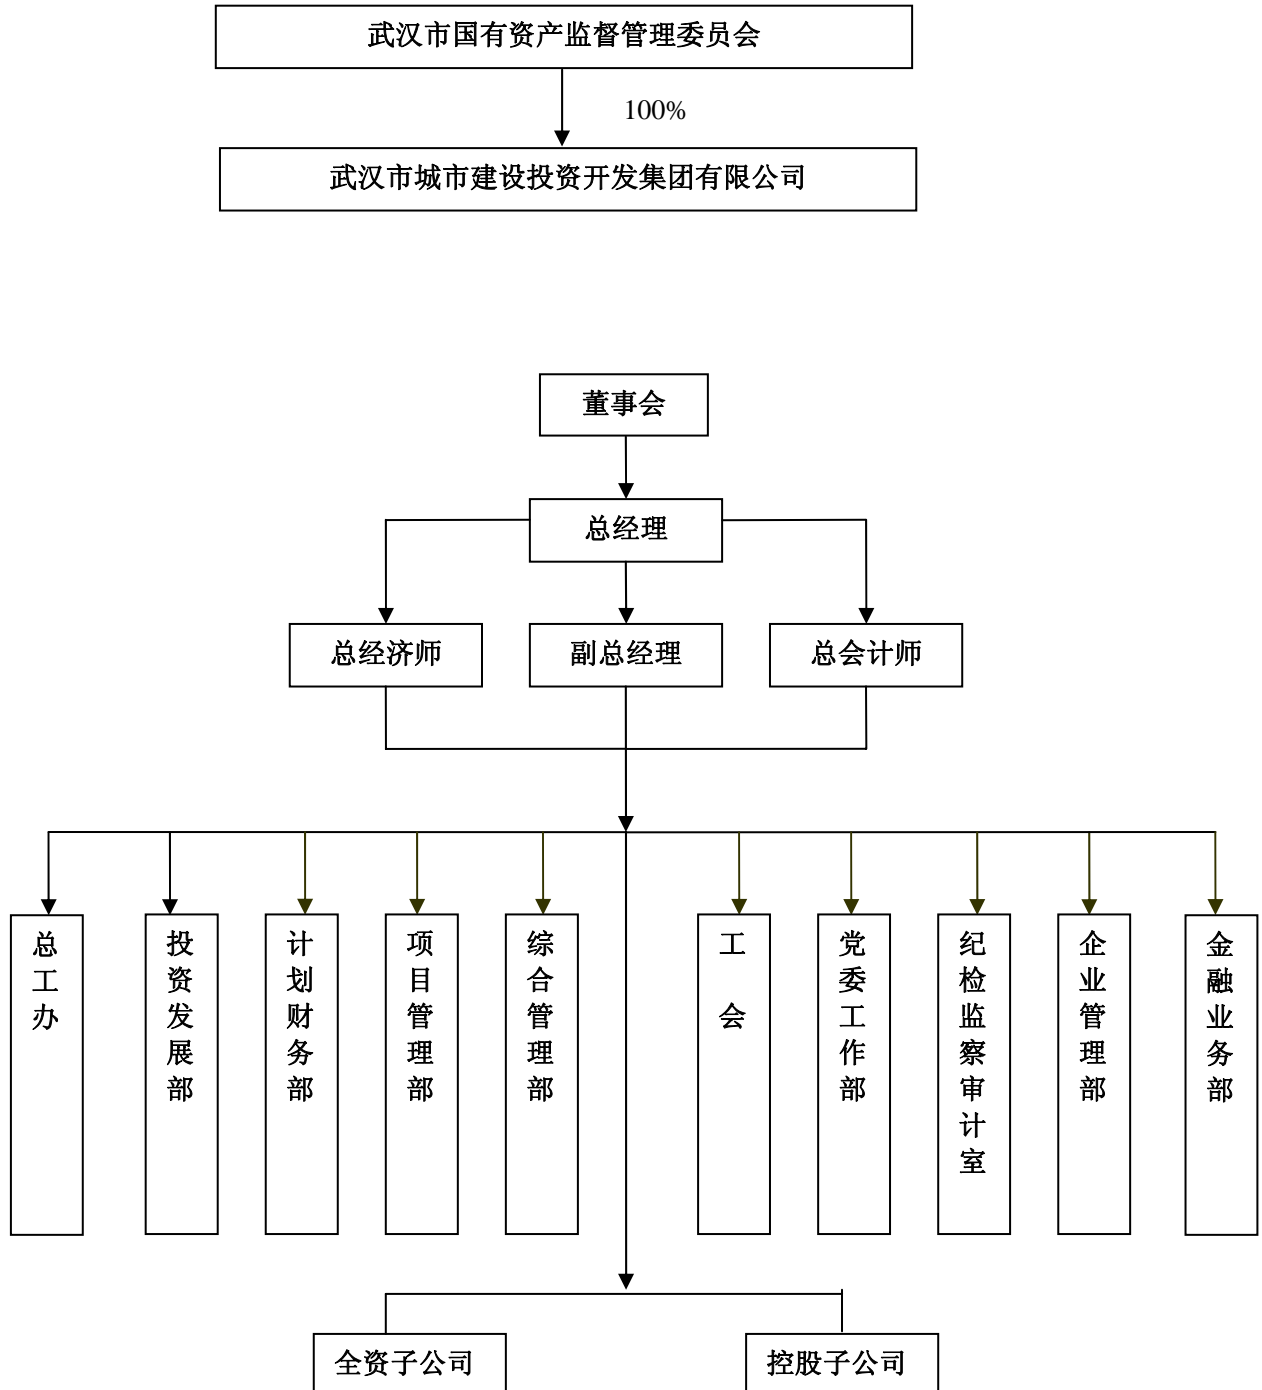 武汉市国有资产监督管理委员会
100%
武汉市城市建设投资开发集团有限公司
董事会
总经理
总经济师
副总经理
总会计师
总工办
投资发展部
计划财务部
项目管理部
综合管理部
工会
党委工作部
纪检监察审计室
企业管理部
金融业务部
全资子公司
控股子公司